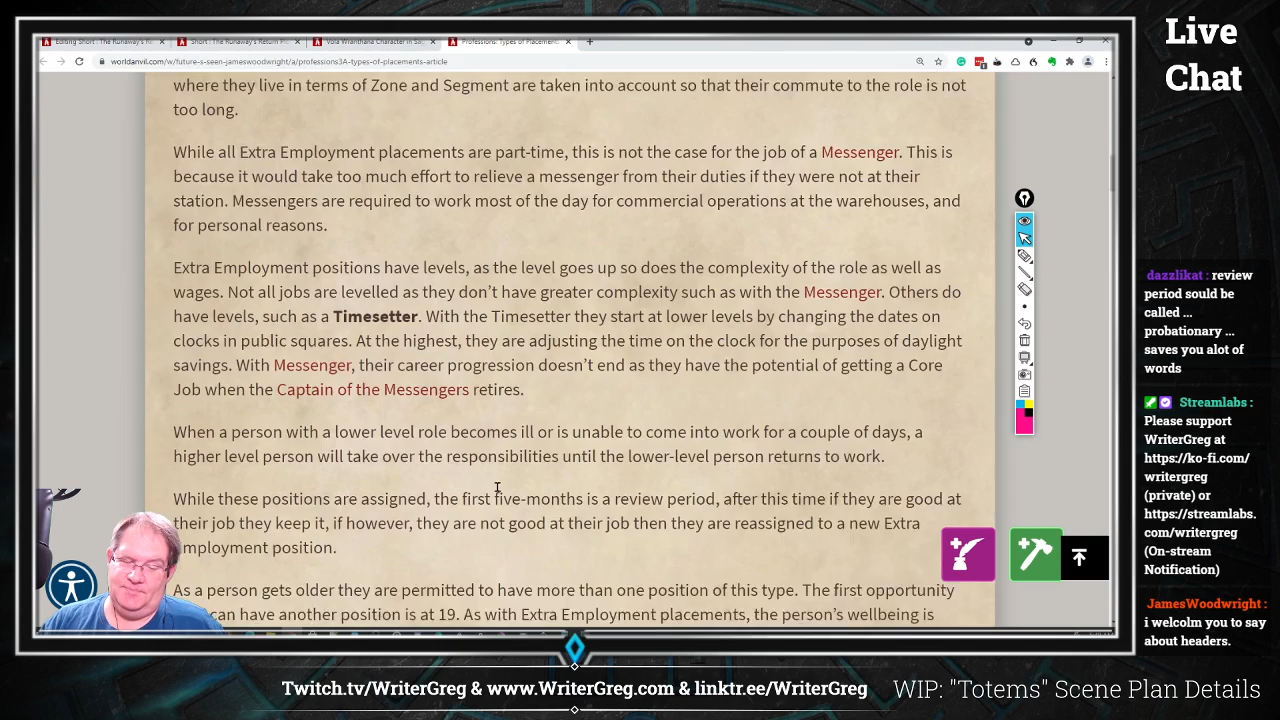 Editing Short : The Runaway's R
Short : The Runaway's Return P
Vola Wranthana Character in Sa
Professions: Types of Placemen
worldanvil.com/w/future-s-seen-jameswoodwright/a/professions3A-types-of-placements-article
where they live in terms of Zone and Segment are taken into account so that their commute to the role is not
too long.
While all Extra Employment placements are part-time, this is not the case for the job of a Messenger. This is
because it would take too much effort to relieve a messenger from their duties if they were not at their
station. Messengers are required to work most of the day for commercial operations at the warehouses, and
for personal reasons.
Extra Employment positions have levels, as the level goes up so does the complexity of the role as well as
wages. Not all jobs are levelled as they don't have greater complexity such as with the Messenger. Others do
have levels, such as a Timesetter. With the Timesetter they start at lower levels by changing the dates on
clocks in public squares. At the highest, they are adjusting the time on the clock for the purposes of daylight
savings. With Messenger, their career progression doesn't end as they have the potential of getting a Core
Job when the Captain of the Messengers retires.
When a person with a lower level role becomes ill or is unable to come into work for a couple of days, a
higher level person will take over the responsibilities until the lower-level person returns to work.
While these positions are assigned, the first five-months is a review period, after this time if they are good at
their job they keep it, if however, they are not good at their job then they are reassigned to a new Extra
mployment position.
As a person gets older they are permitted to have more than one position of this type. The first opportunity
can have another position is at 19. As with Extra Employment placements, the person's wellbeing is
Live
Chat
dazzlikat : review
period sould be
called ...
probationary ...
saves you alot of
words
Streamlabs :
Please support
WriterGreg at
https://ko-fi.com/
writergreg
(private) or
https://streamlabs.
com/writergreg
(On-stream
Notification)
JamesWoodwright :
i welcolm you to say
about headers.
Twitch.tv/WriterGreg & www.WriterGreg.com & linktr.ee/WriterGreg
WIP: "Totems" Scene Plan Details